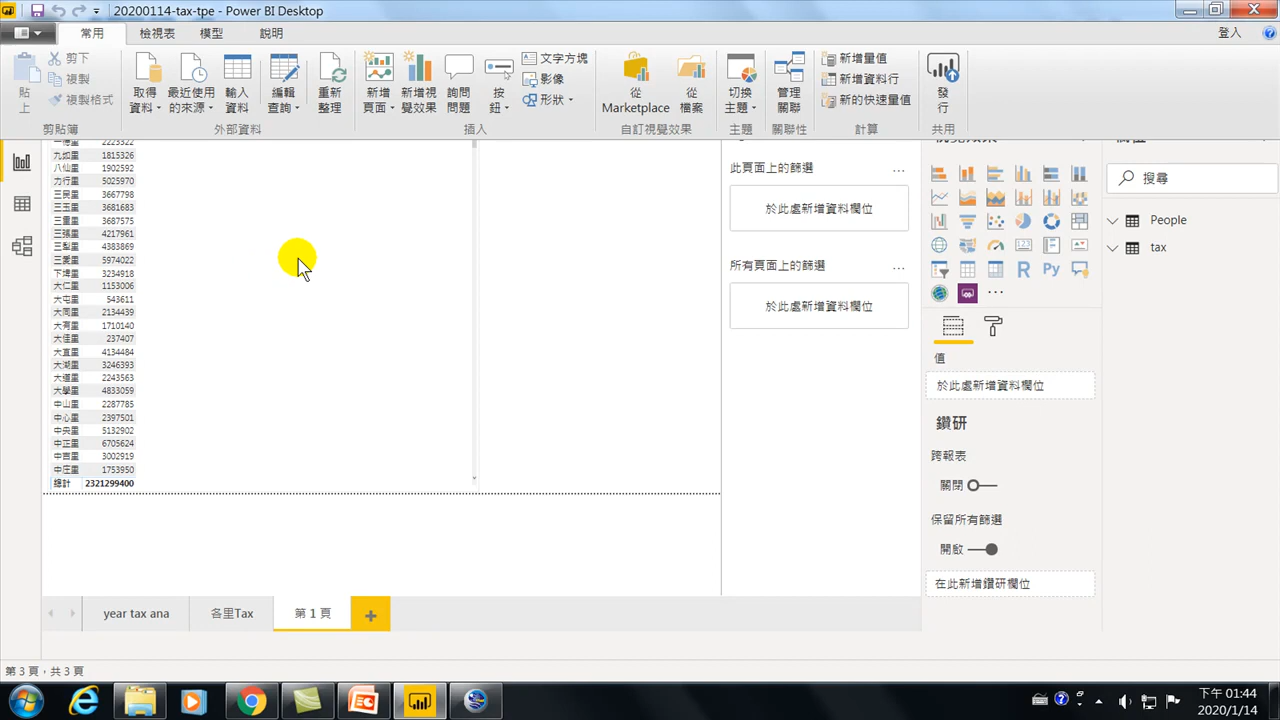 20200114-tax-tpe - Power BI Desktop
常用 檢視表 模型 說明 登入
貼上
剪下
複製
複製格式
剪貼簿
取得資料
最近使用的來源
輸入資料
編輯查詢
重新整理
外部資料
新增頁面
新增視覺效果
詢問問題
按鈕
文字方塊
影像
形狀
插入
從 Marketplace
從檔案
自訂視覺效果
切換主題
主題
管理關聯
關聯性
新增量值
新增資料行
新的快速量值
計算
發行
共用
2223322
九如里 1815326
八仙里 1902592
力行里 5025970
三民里 3667798
三玉里 3681683
三重里 3687575
三張里 4217961
三犁里 4383869
三愛里 5974022
下埤里 3234918
大仁里 1153006
大屯里 543611
大同里 2134439
大有里 1710140
大佳里 237407
大直里 4134484
大湖里 3246393
大道里 2243563
大學里 4833059
中山里 2287785
中心里 2397501
中央里 5132902
中正里 6705624
中吉里 3002919
中庄里 1753950
總計 2321299400
此頁面上的篩選 ...
於此處新增資料欄位
所有頁面上的篩選 ...
於此處新增資料欄位
R Py
值
於此處新增資料欄位
鑽研
跨報表
關閉
保留所有篩選
開啟
在此新增鑽研欄位
搜尋
People
tax
year tax ana 各里Tax 第 1 頁
第 3 頁，共 3 頁
下午 01:44
2020/1/14